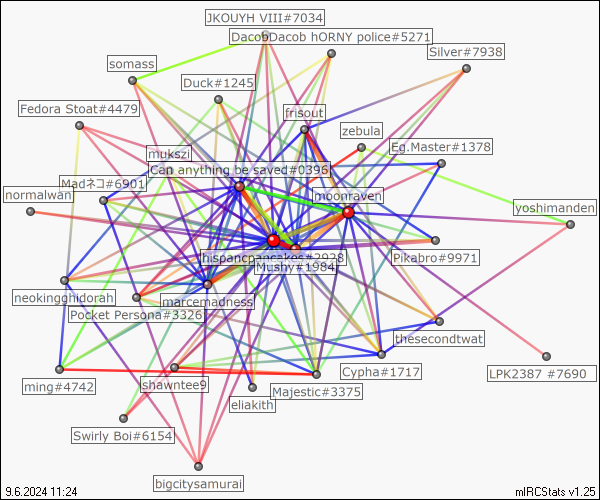 JKOUYH VIII#7034
DacobDacob hORNY police#5271
Silver#7938
somass
Duck#1245
Fedora Stoat#4479
frisout
zebula
Eg.Master#1378
mukszi
Can anything be saved#0396
Madネコ#6901
normalwan
moonraven
yoshimanden
hispancpancakes#2928
Pikabro#9971
Mushy#1984
neokingghidorah
marcemadness
Pocket Persona#3326
thesecondtwat
Cypha#1717
LPK2387 #7690
ming#4742
shawntee9
Majestic#3375
eliakith
Swirly Boi#6154
bigcitysamurai
9.6.2024 11:24
mIRCStats v1.25